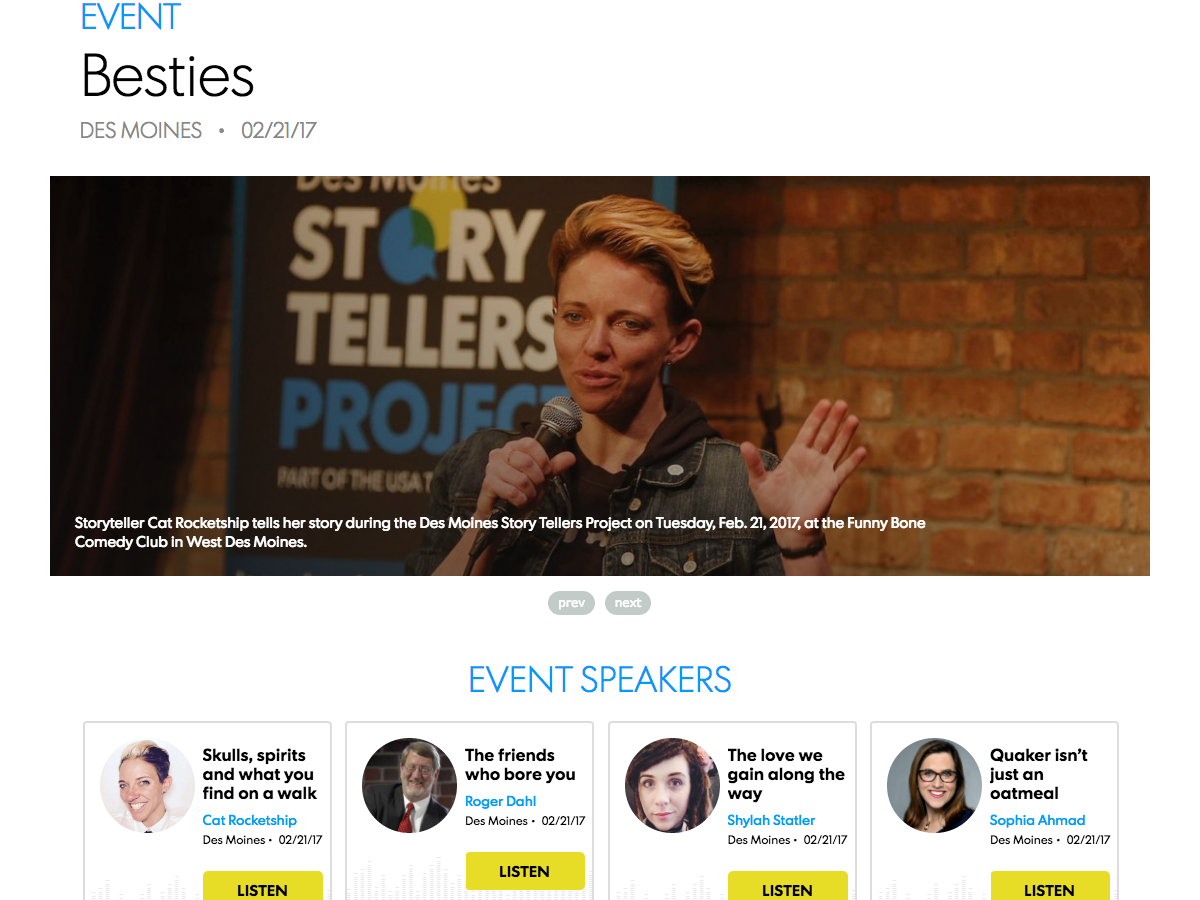 EVENT
Besties
DES MOINES • 02/21/17
Des Moines
STORY
TELLERS
PROJECT
PART OF THE USA T
Storyteller Cat Rocketship tells her story during the Des Moines Story Tellers Project on Tuesday, Feb. 21, 2017, at the Funny Bone
Comedy Club in West Des Moines.
prev next
EVENT SPEAKERS
Skulls, spirits
and what you
find on a walk
Cat Rocketship
Des Moines • 02/21/17
LISTEN
The friends
who bore you
Roger Dahl
Des Moines • 02/21/17
LISTEN
The love we
gain along the
way
Shylah Statler
Des Moines • 02/21/17
LISTEN
Quaker isn't
just an
oatmeal
Sophia Ahmad
Des Moines • 02/21/17
LISTEN